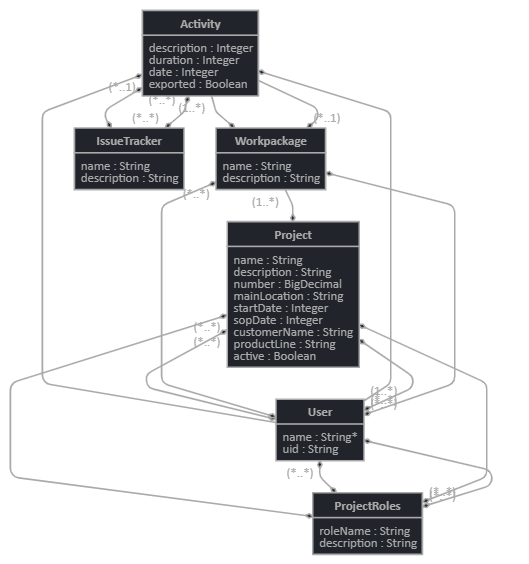 Activity
description : Integer
duration : Integer
date : Integer
exported : Boolean
(*..1)
(*..*)
(1..*)
(*..*)
(*..1)
IssueTracker
name : String
description : String
Workpackage
name : String
description : String
(*..*)
(1..*)
Project
name : String
description : String
number : BigDecimal
mainLocation : String
startDate : Integer
sopDate : Integer
customerName : String
productLine : String
active : Boolean
(*..*)
(*..*)
User
name : String*
uid : String
(1..*)
(*..*)
ProjectRoles
roleName : String
description : String